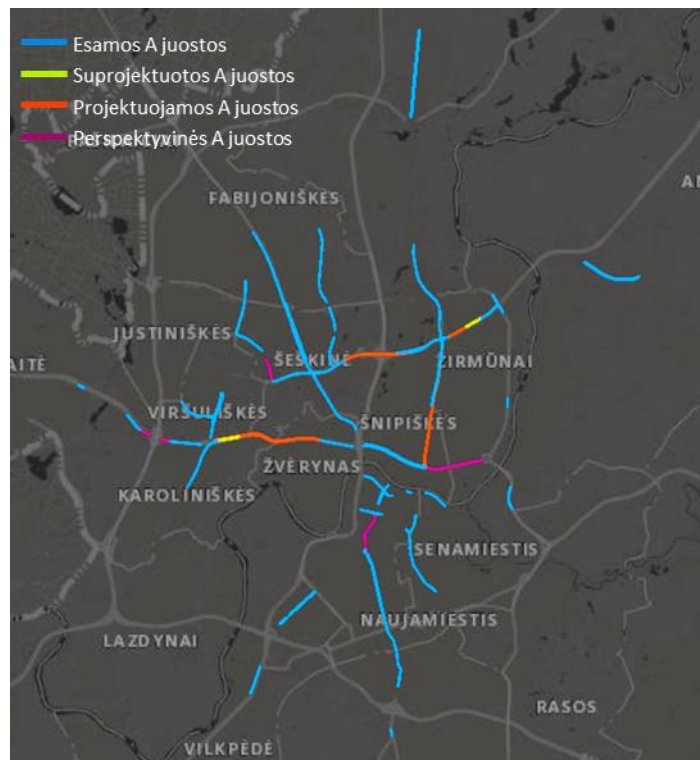 Esamos A juostos
Suprojektuotos A juostos
Projektuojamos A juostos
Perspektyvinės A juostos
FABIJONIŠKĖS
JUSTINIŠKĖS
ŠEŠKINĖ
ŽIRMŪNAI
AITĖ
VIRŠULIŠKĖS
ŠNIPIŠKĖS
ŽVĖRYNAS
KAROLINIŠKĖS
SENAMIESTIS
NAUJAMIESTIS
LAZDYNAI
RASOS
VILKPĖDĖ